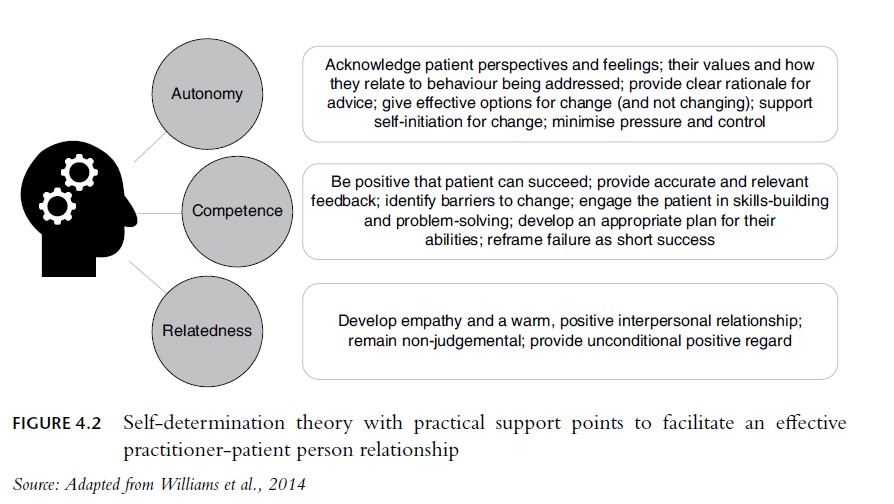 Autonomy
Acknowledge patient perspectives and feelings; their values and how
they relate to behaviour being addressed; provide clear rationale for
advice; give effective options for change (and not changing); support
self-initiation for change; minimise pressure and control
Competence
Be positive that patient can succeed; provide accurate and relevant
feedback; identify barriers to change; engage the patient in skills-building
and problem-solving; develop an appropriate plan for their
abilities; reframe failure as short success
Relatedness
Develop empathy and a warm, positive interpersonal relationship;
remain non-judgemental; provide unconditional positive regard
FIGURE 4.2 Self-determination theory with practical support points to facilitate an effective
practitioner–patient person relationship
Source: Adapted from Williams et al., 2014